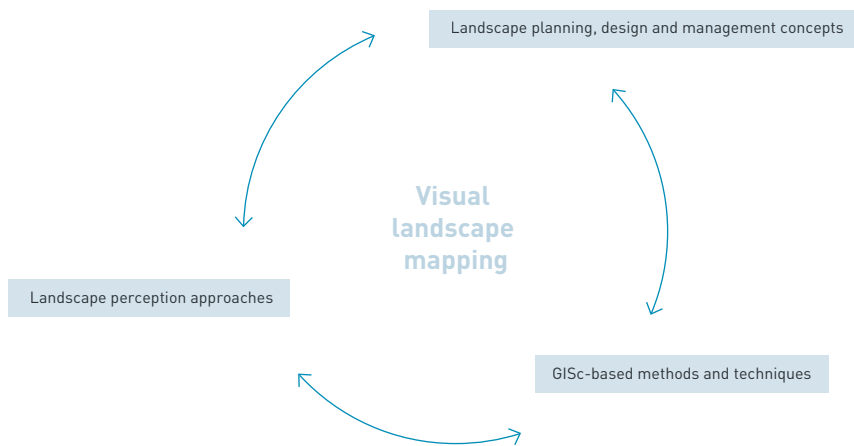 Landscape planning, design and management concepts
Visual
landscape
mapping
Landscape perception approaches
GISc-based methods and techniques